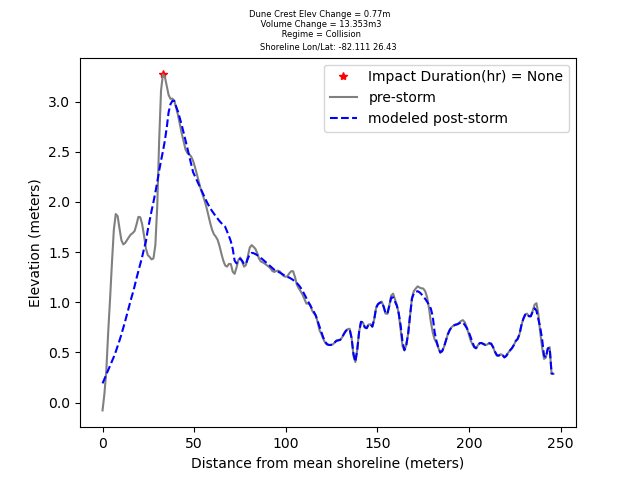 Dune Crest Elev Change = 0.77m
Volume Change = 13.353m3
Regime = Collision
Shoreline Lon/Lat: -82.111 26.43
Impact Duration(hr) = None
pre-storm
modeled post-storm
Elevation (meters)
3.0
2.5
2.0
1.5
1.0
0.5
0.0
0 50 100 150 200 250
Distance from mean shoreline (meters)